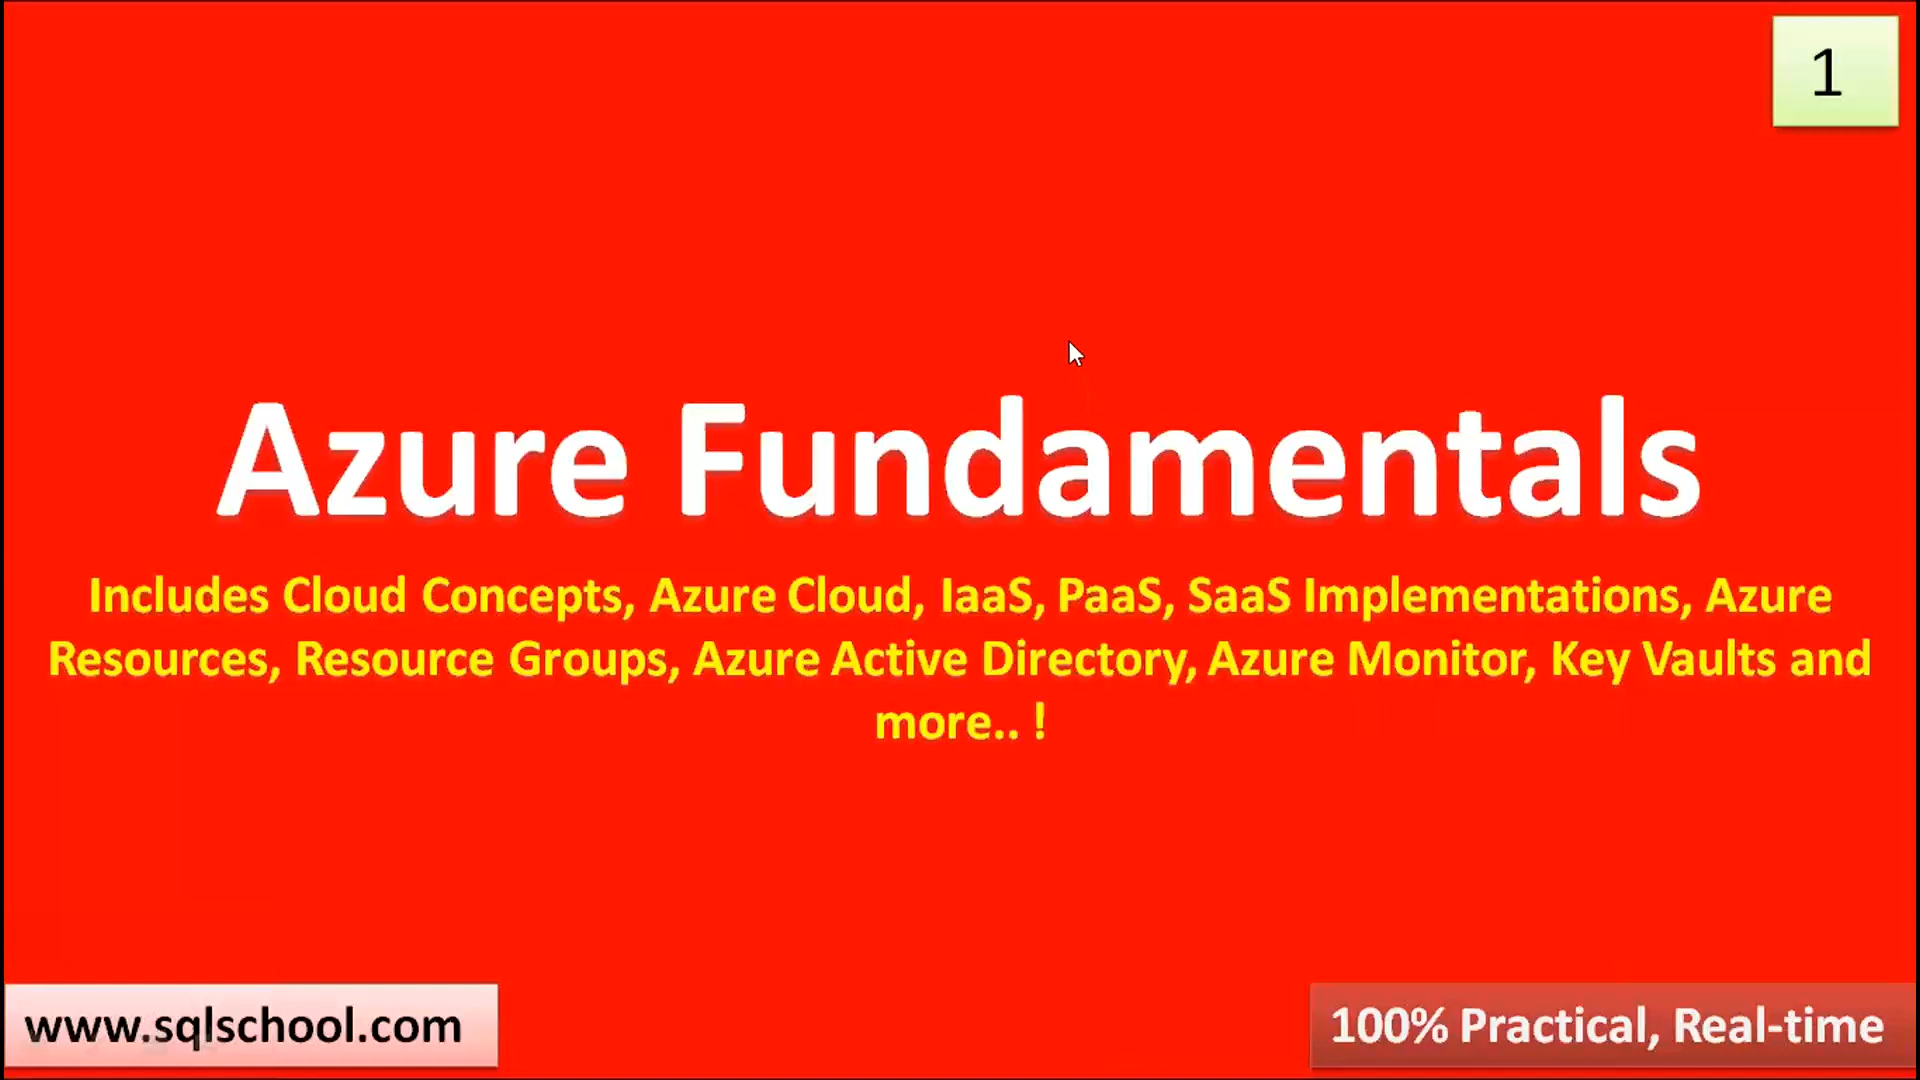 1
Azure Fundamentals
Includes Cloud Concepts, Azure Cloud, IaaS, PaaS, SaaS Implementations, Azure
Resources, Resource Groups, Azure Active Directory, Azure Monitor, Key Vaults and
more.. !
www.sqlschool.com
100% Practical, Real-time